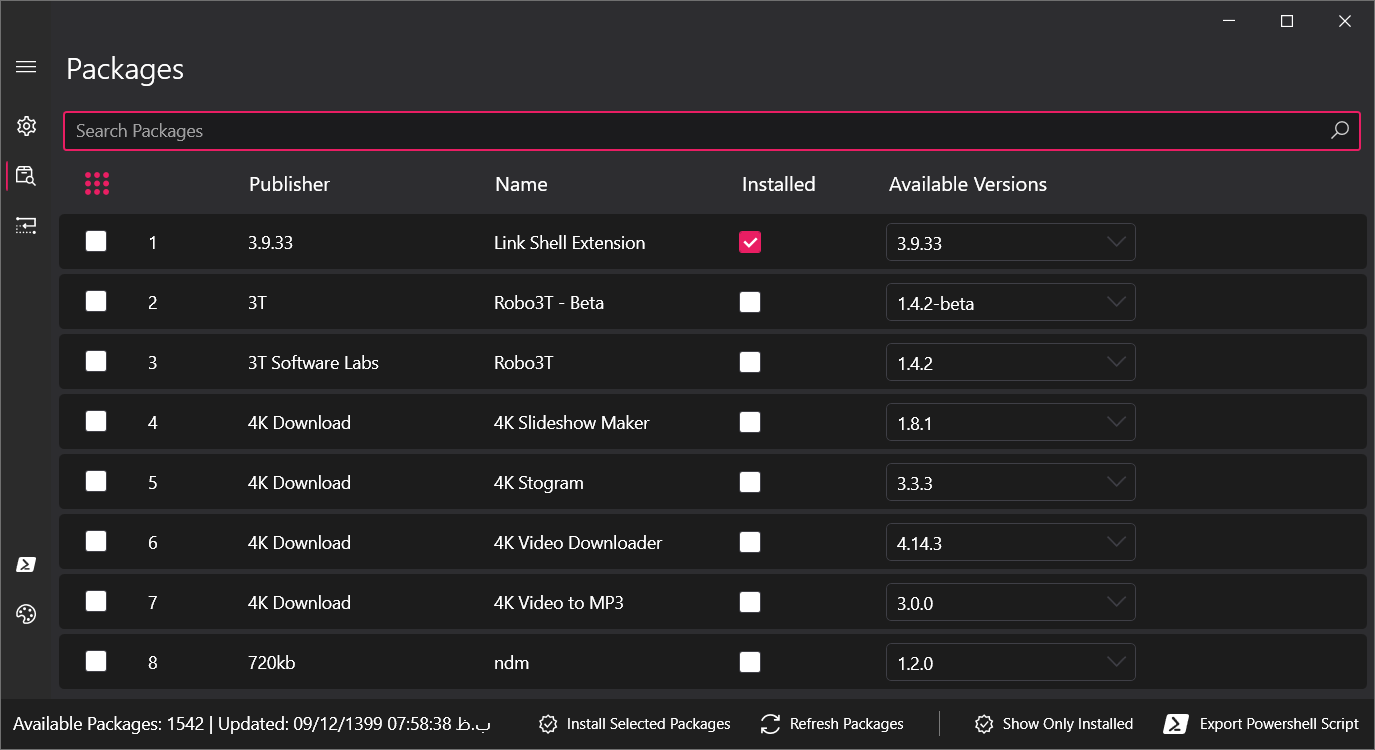 Packages
Search Packages
Publisher Name Installed Available Versions
1 3.9.33 Link Shell Extension 3.9.33
2 3T Robo3T - Beta 1.4.2-beta
3 3T Software Labs Robo3T 1.4.2
4 4K Download 4K Slideshow Maker 1.8.1
5 4K Download 4K Stogram 3.3.3
6 4K Download 4K Video Downloader 4.14.3
7 4K Download 4K Video to MP3 3.0.0
8 720kb ndm 1.2.0
Available Packages: 1542 | Updated: 09/12/1399 07:58:38 ب.ظ Install Selected Packages Refresh Packages Show Only Installed Export Powershell Script